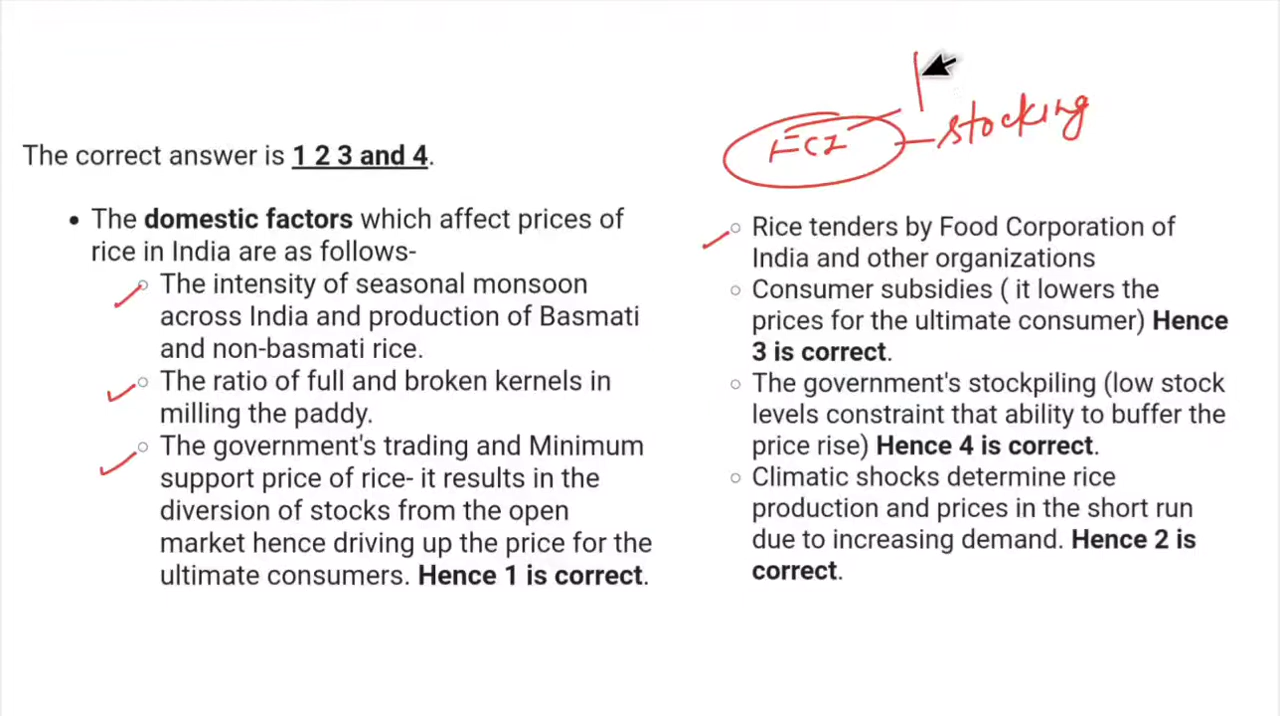 FCI
stocking
The correct answer is 1 2 3 and 4.
The domestic factors which affect prices of
rice in India are as follows-
The intensity of seasonal monsoon
across India and production of Basmati
and non-basmati rice.
The ratio of full and broken kernels in
milling the paddy.
The government's trading and Minimum
support price of rice- it results in the
diversion of stocks from the open
market hence driving up the price for the
ultimate consumers. Hence 1 is correct.
Rice tenders by Food Corporation of
India and other organizations
Consumer subsidies ( it lowers the
prices for the ultimate consumer) Hence
3 is correct.
The government's stockpiling (low stock
levels constraint that ability to buffer the
price rise) Hence 4 is correct.
Climatic shocks determine rice
production and prices in the short run
due to increasing demand. Hence 2 is
correct.